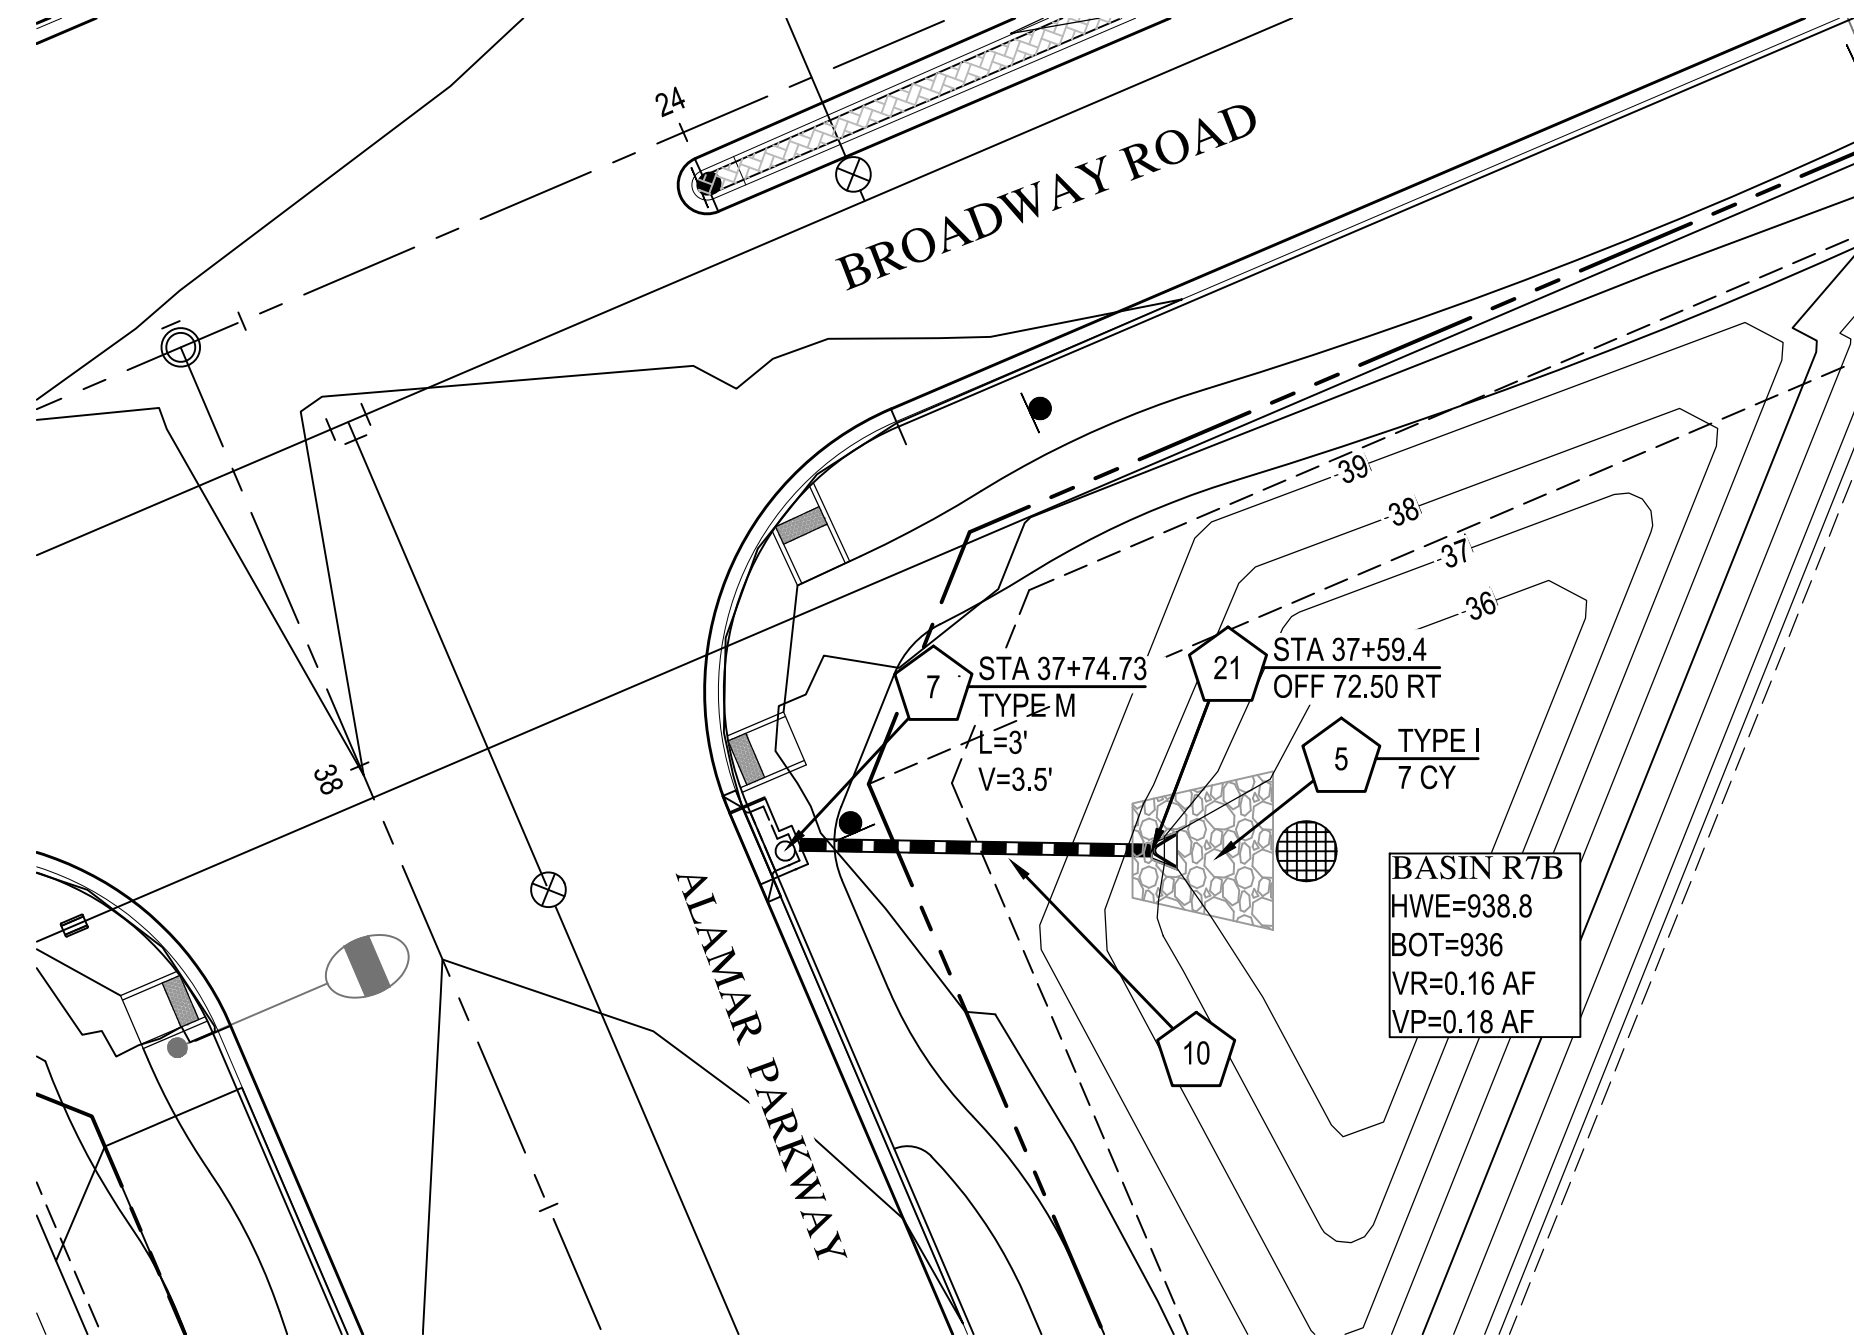 24
BROADWAY ROAD
39
38
37
36
7
STA 37+74.73
TYPE M
L=3'
V=3.5'
21
STA 37+59.4
OFF 72.50 RT
5
TYPE I
7 CY
38
ALAMAR PARKWAY
BASIN R7B
HWE=938.8
BOT=936
VR=0.16 AF
VP=0.18 AF
10